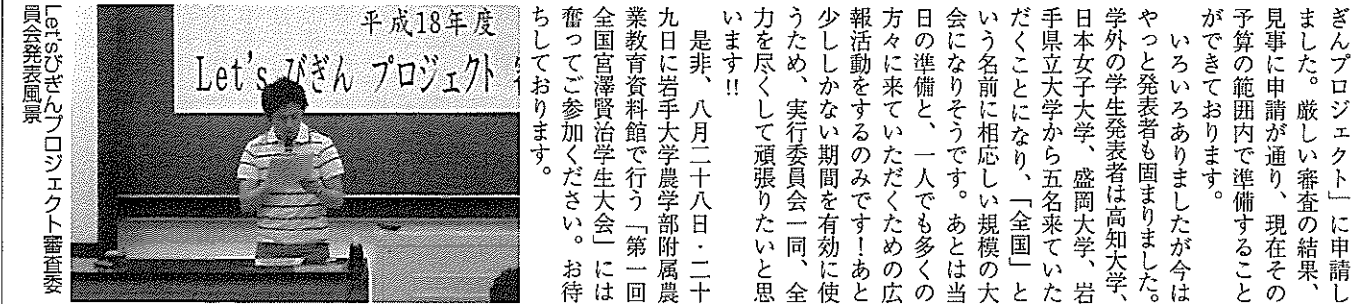 ぎんプロジェクト」に申請し
ました。厳しい審査の結果、
見事に申請が通り、現在その
予算の範囲内で準備すること
ができております。
いろいろありましたが今は
やっと発表者も固まりました。
学外の学生発表者は高知大学、
日本女子大学、盛岡大学、岩
手県立大学から五名来ていた
だくことになり、「全国」と
いう名前に相応しい規模の大
会になりそうです。あとは当
日の準備と、一人でも多くの
方々に来ていただくための広
報活動をするのみです！あと
少ししかない期間を有効に使
うため、実行委員会一同、全
力を尽くして頑張りたいと思
います!!
是非、八月二十八日・二十
九日に岩手大学農学部附属農
業教育資料館で行う「第一回
全国宮澤賢治学生大会」には
奮ってご参加ください。お待
ちしております。
平成18年度
Let's びぎん プロジェクト
Let'sびぎんプロジェクト審査委
員会発表風景